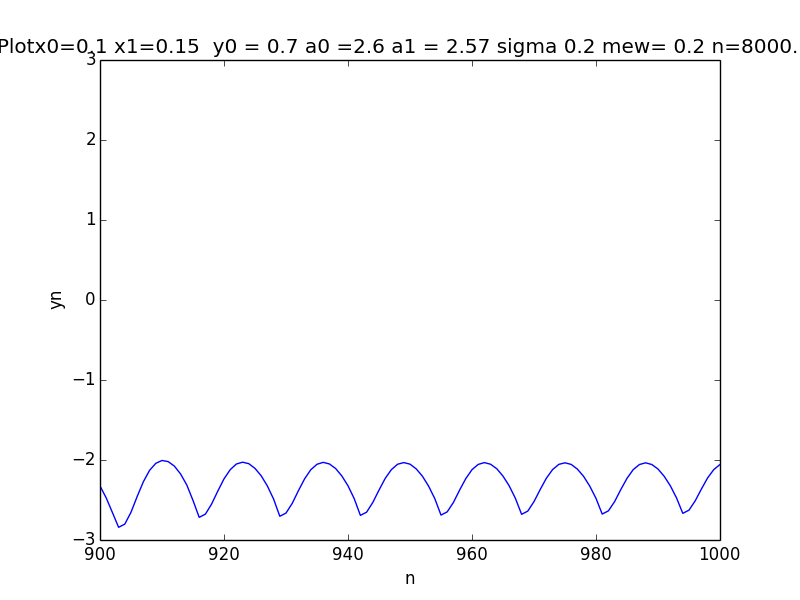 Plotx0=0.1 x1=0.15  y0 = 0.7 a0 =2.6 a1 = 2.57 sigma 0.2 mew= 0.2 n=8000.
3
2
1
0
−1
−2
−3
yn
900 920 940 960 980 1000
n